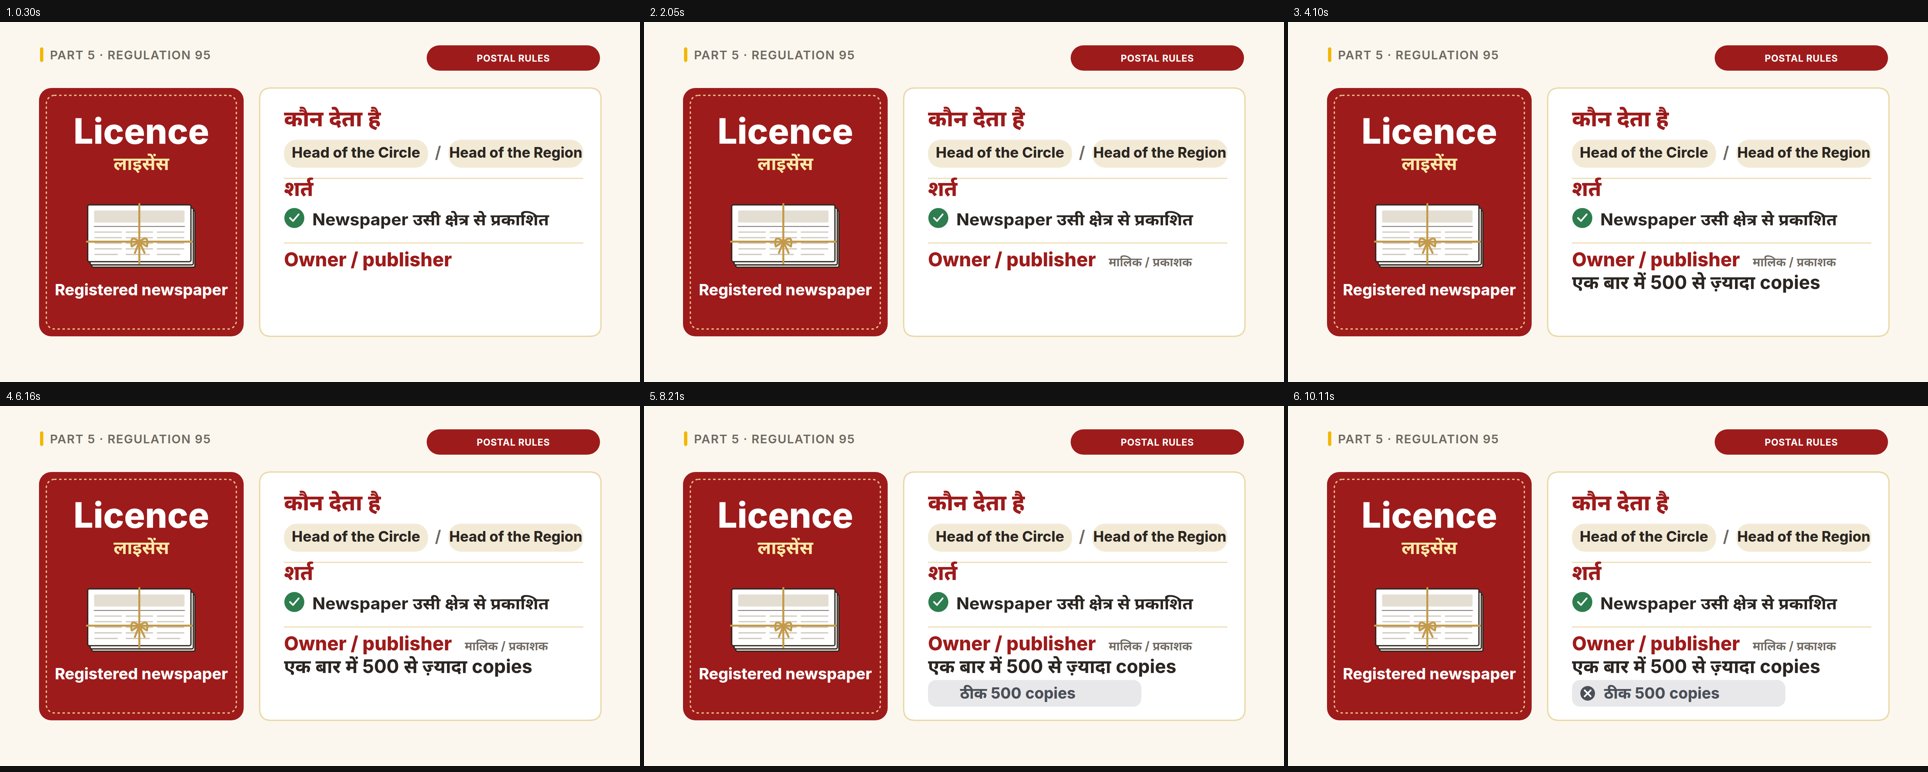 1. 0.30s
PART 5 · REGULATION 95
POSTAL RULES
Licence
लाइसेंस
Registered newspaper
कौन देता है
Head of the Circle / Head of the Region
शर्त
Newspaper उसी क्षेत्र से प्रकाशित
Owner / publisher
2. 2.05s
PART 5 · REGULATION 95
POSTAL RULES
Licence
लाइसेंस
Registered newspaper
कौन देता है
Head of the Circle / Head of the Region
शर्त
Newspaper उसी क्षेत्र से प्रकाशित
Owner / publisher मालिक / प्रकाशक
3. 4.10s
PART 5 · REGULATION 95
POSTAL RULES
Licence
लाइसेंस
Registered newspaper
कौन देता है
Head of the Circle / Head of the Region
शर्त
Newspaper उसी क्षेत्र से प्रकाशित
Owner / publisher मालिक / प्रकाशक
एक बार में 500 से ज़्यादा copies
4. 6.16s
PART 5 · REGULATION 95
POSTAL RULES
Licence
लाइसेंस
Registered newspaper
कौन देता है
Head of the Circle / Head of the Region
शर्त
Newspaper उसी क्षेत्र से प्रकाशित
Owner / publisher मालिक / प्रकाशक
एक बार में 500 से ज़्यादा copies
5. 8.21s
PART 5 · REGULATION 95
POSTAL RULES
Licence
लाइसेंस
Registered newspaper
कौन देता है
Head of the Circle / Head of the Region
शर्त
Newspaper उसी क्षेत्र से प्रकाशित
Owner / publisher मालिक / प्रकाशक
एक बार में 500 से ज़्यादा copies
ठीक 500 copies
6. 10.11s
PART 5 · REGULATION 95
POSTAL RULES
Licence
लाइसेंस
Registered newspaper
कौन देता है
Head of the Circle / Head of the Region
शर्त
Newspaper उसी क्षेत्र से प्रकाशित
Owner / publisher मालिक / प्रकाशक
एक बार में 500 से ज़्यादा copies
ठीक 500 copies